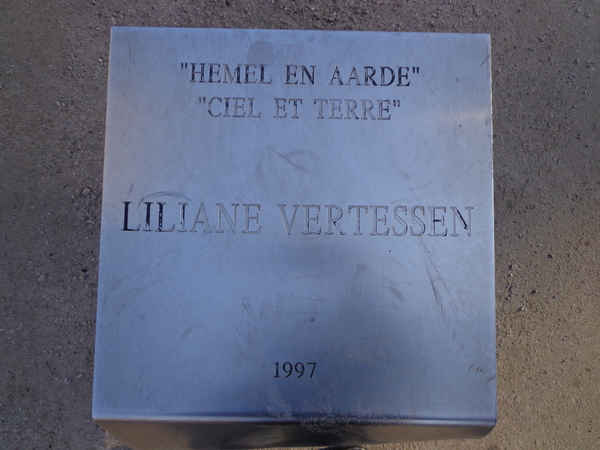 "HEMEL EN AARDE"
"CIEL ET TERRE"
LILIANE VERTESSEN
1997